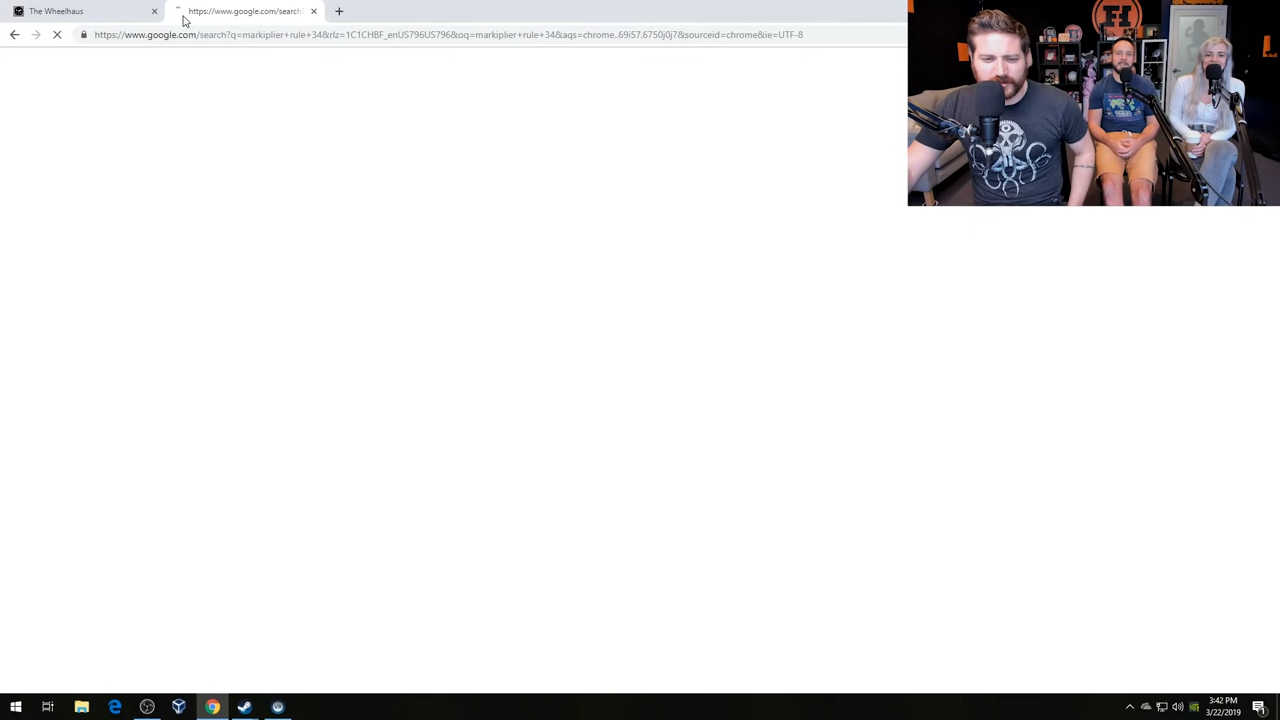 The Wheelhaus
https://www.google.com/search
https://www.google.com/search?q=markiplier+rule+34&rlz=1C1CHBF_enUS796US796&oq=markiplier+rule+34&aqs=chrome..69i57.6750j0j7&sourceid=chrome&ie=UTF-8
3:42 PM
3/22/2019
1